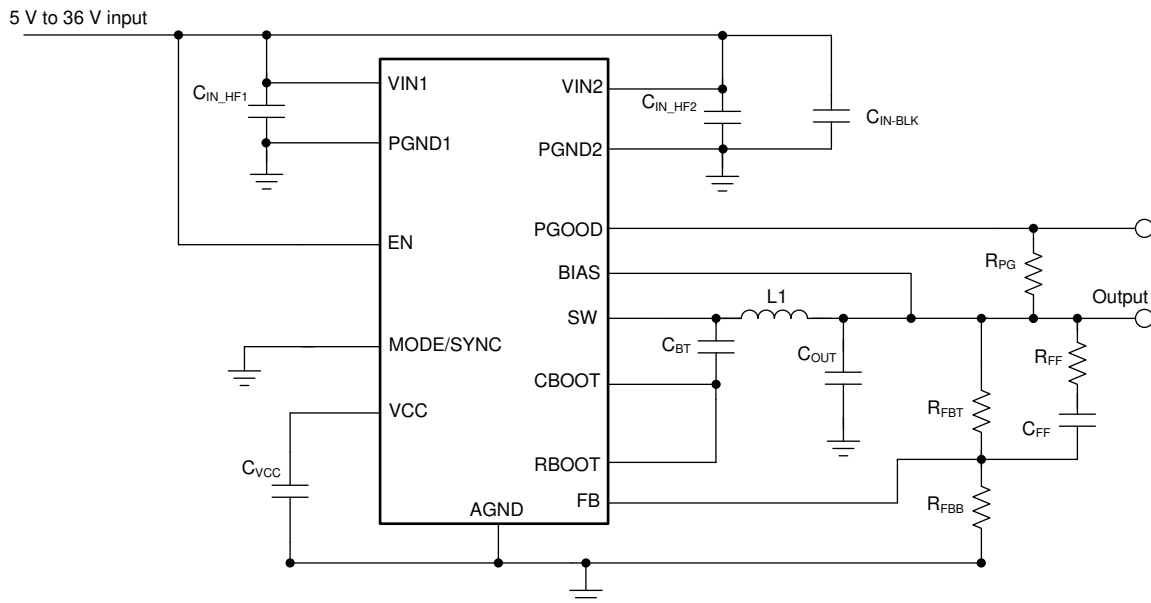 5 V to 36 V input
VIN1
VIN2
C_IN_HF1
C_IN_HF2
C_IN-BLK
PGND1
PGND2
PGOOD
EN
BIAS
R_PG
L1
Output
SW
MODE/SYNC
C_BT
C_OUT
R_FF
CBOOT
VCC
R_FBT
C_FF
RBOOT
C_VCC
FB
AGND
R_FBB